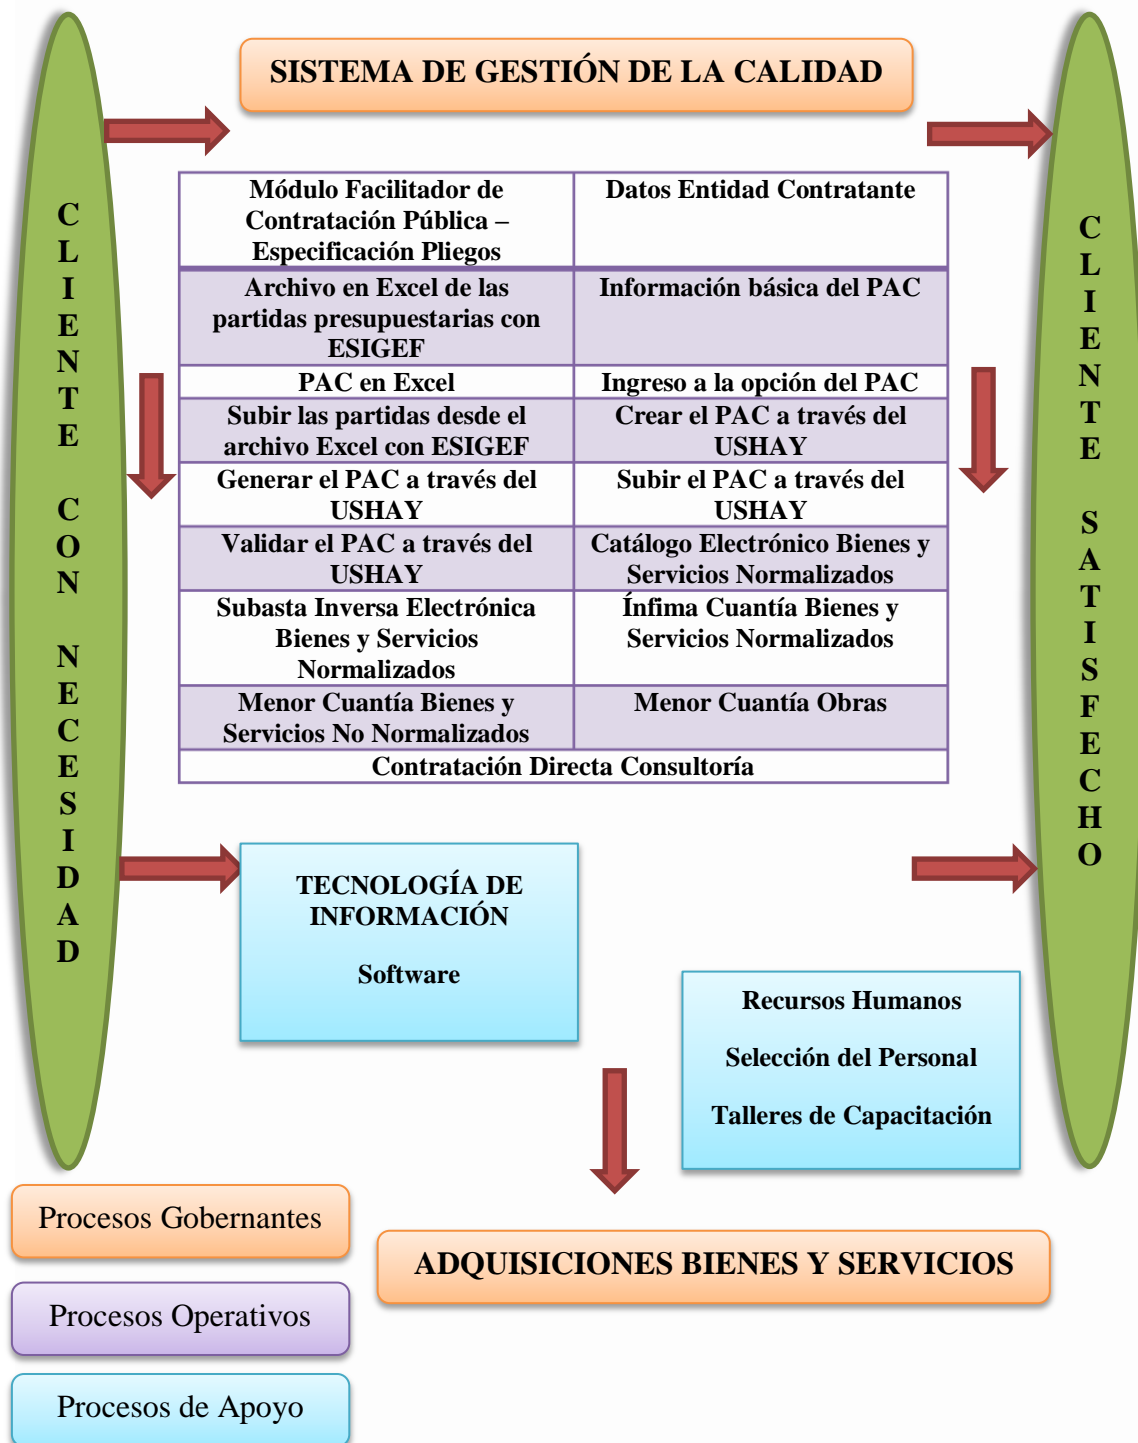 SISTEMA DE GESTIÓN DE LA CALIDAD
CLIENTE CON NECESIDAD
Módulo Facilitador de
Contratación Pública –
Especificación Pliegos
Datos Entidad Contratante
Archivo en Excel de las
partidas presupuestarias con
ESIGEF
Información básica del PAC
PAC en Excel
Ingreso a la opción del PAC
Subir las partidas desde el
archivo Excel con ESIGEF
Crear el PAC a través del
USHAY
Generar el PAC a través del
USHAY
Subir el PAC a través del
USHAY
Validar el PAC a través del
USHAY
Catálogo Electrónico Bienes y
Servicios Normalizados
Subasta Inversa Electrónica
Bienes y Servicios
Normalizados
Ínfima Cuantía Bienes y
Servicios Normalizados
Menor Cuantía Bienes y
Servicios No Normalizados
Menor Cuantía Obras
Contratación Directa Consultoría
CLIENTE SATISFECHO
TECNOLOGÍA DE
INFORMACIÓN
Software
Recursos Humanos
Selección del Personal
Talleres de Capacitación
Procesos Gobernantes
ADQUISICIONES BIENES Y SERVICIOS
Procesos Operativos
Procesos de Apoyo